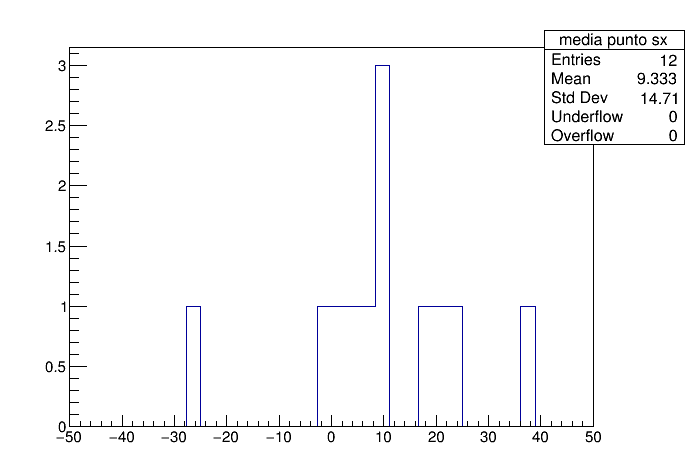 media punto sx
Entries 12
Mean 9.333
Std Dev 14.71
Underflow 0
Overflow 0
3
2.5
2
1.5
1
0.5
0
−50 −40 −30 −20 −10 0 10 20 30 40 50